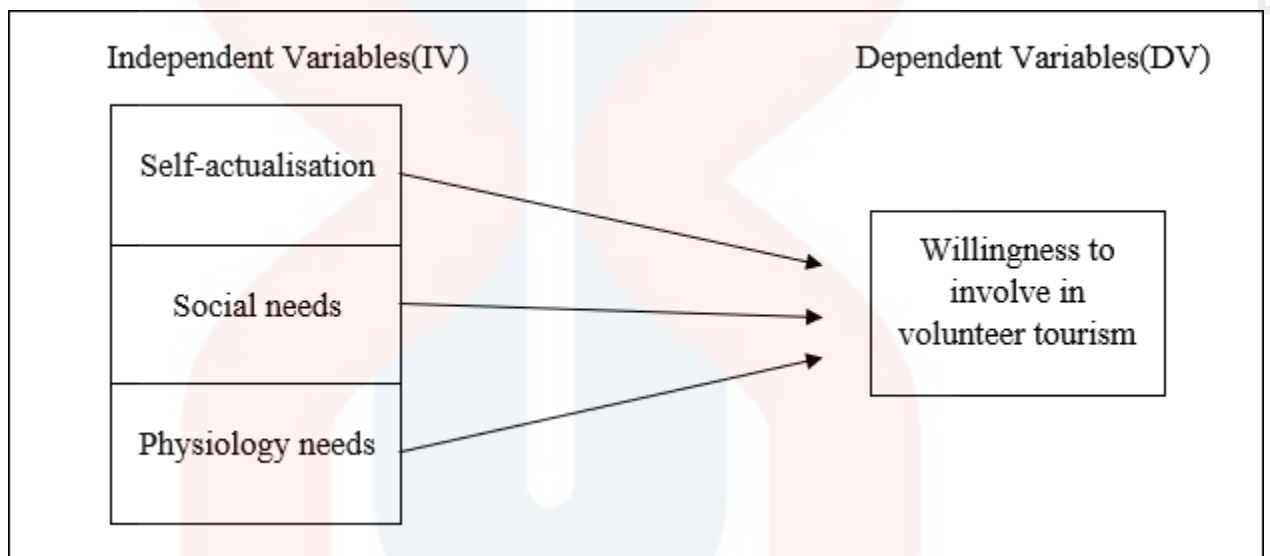 Independent Variables(IV)
Dependent Variables(DV)
Self-actualisation
Social needs
Physiology needs
Willingness to
involve in
volunteer tourism